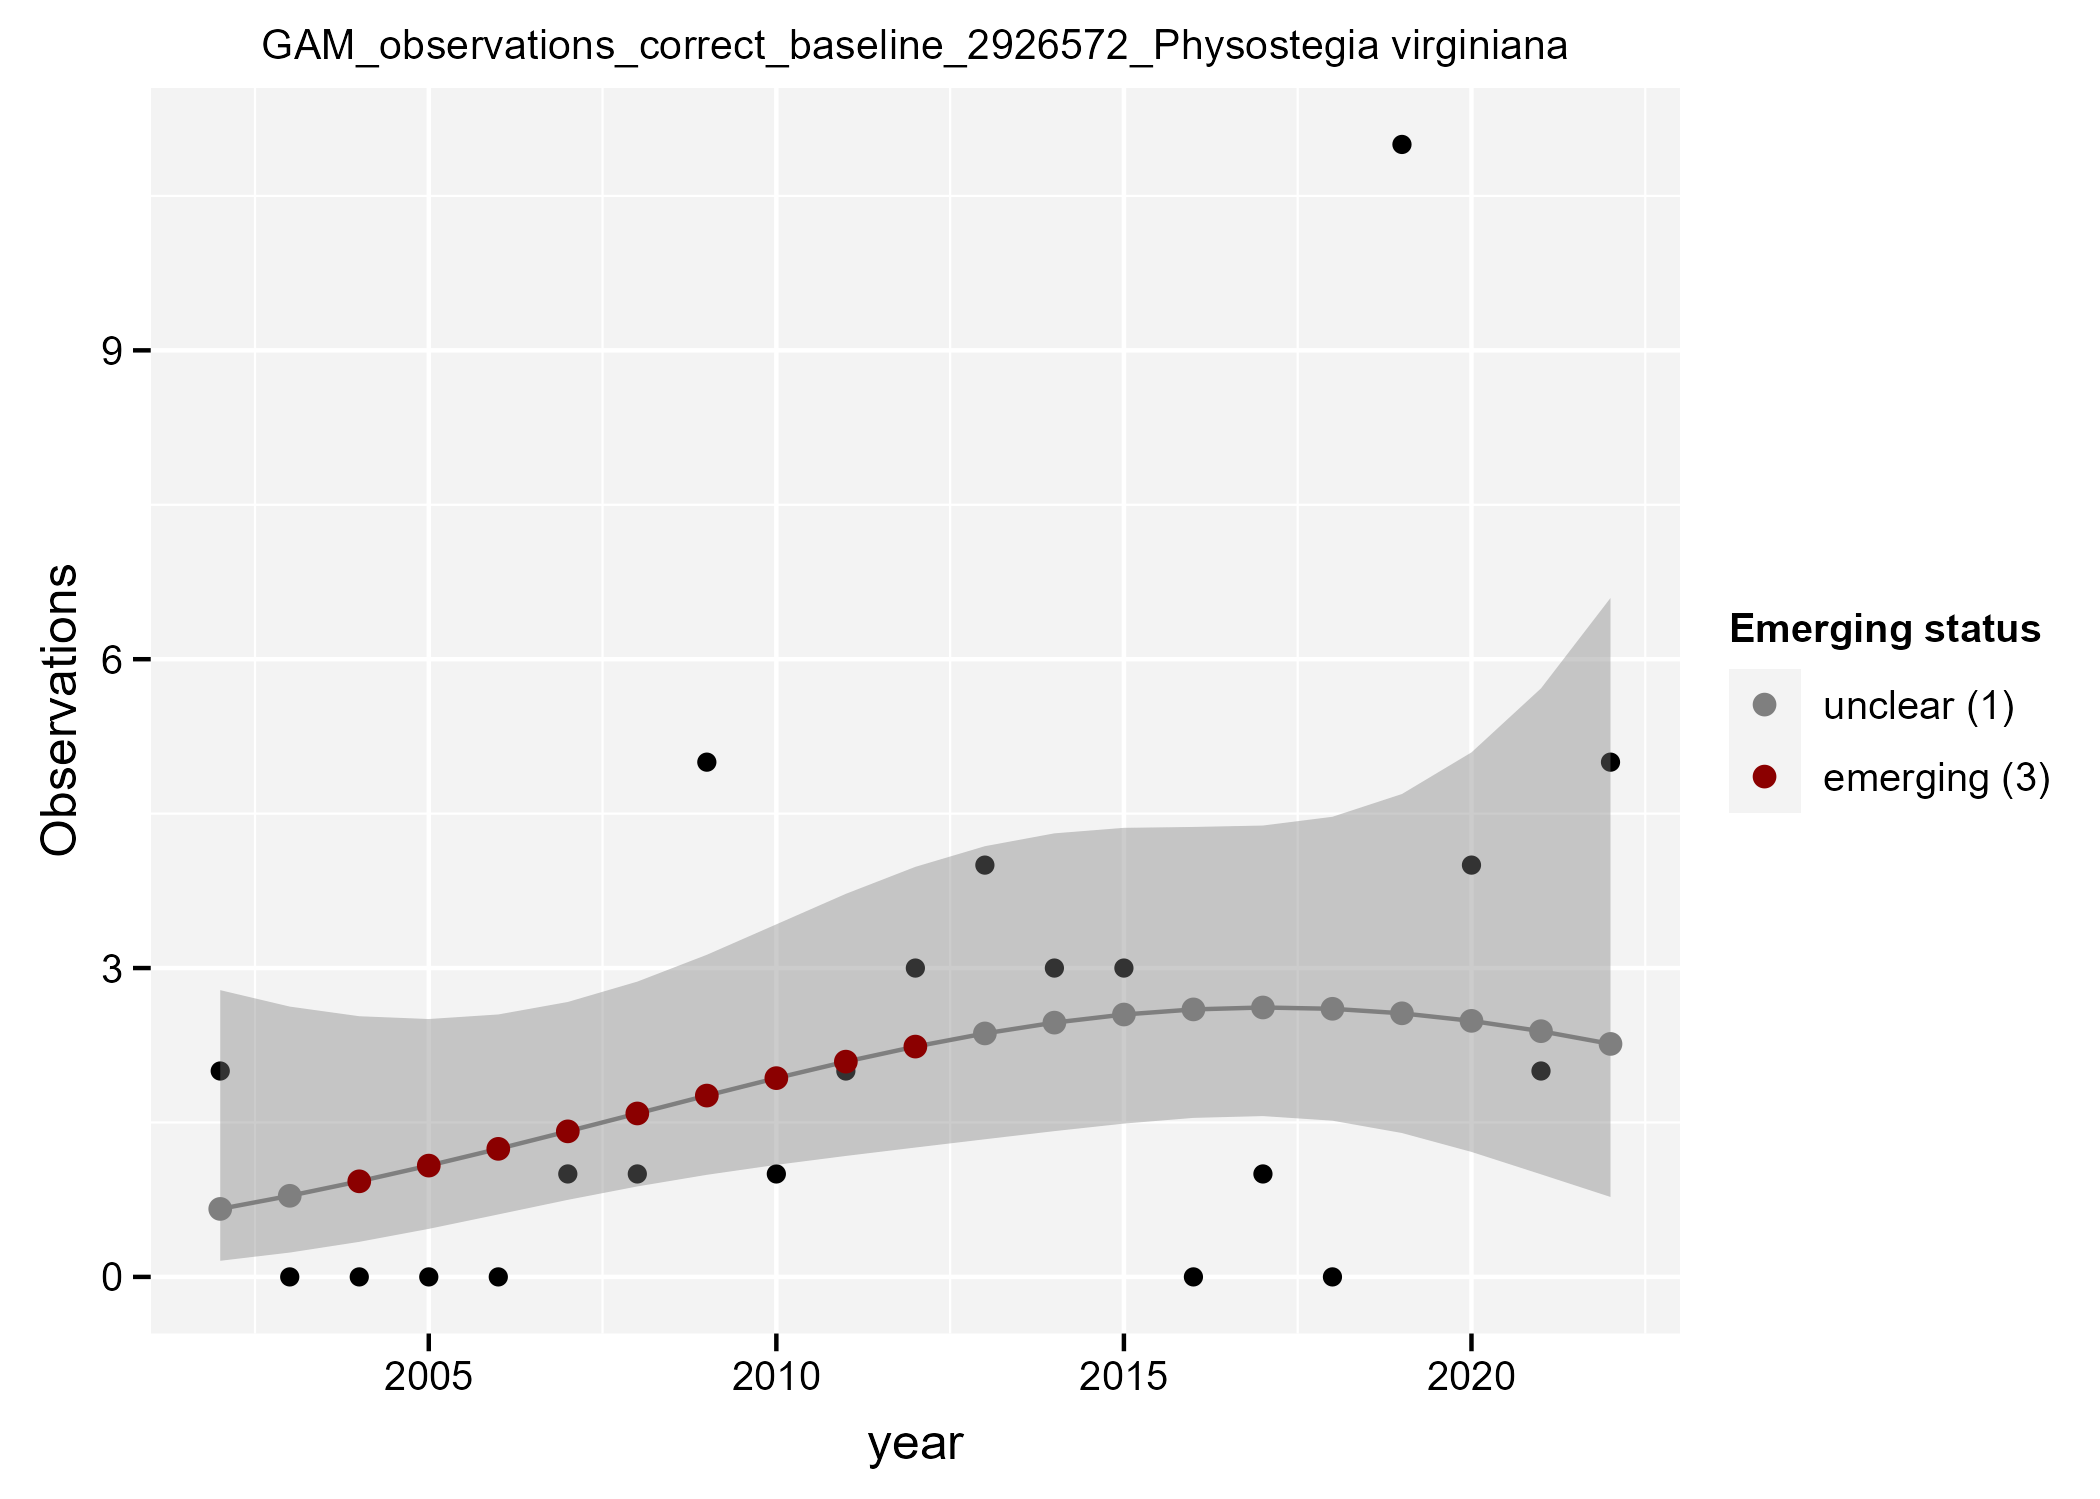 GAM_observations_correct_baseline_2926572_Physostegia virginiana
Observations
9
6
3
0
2005
2010
2015
2020
year
Emerging status
unclear (1)
emerging (3)